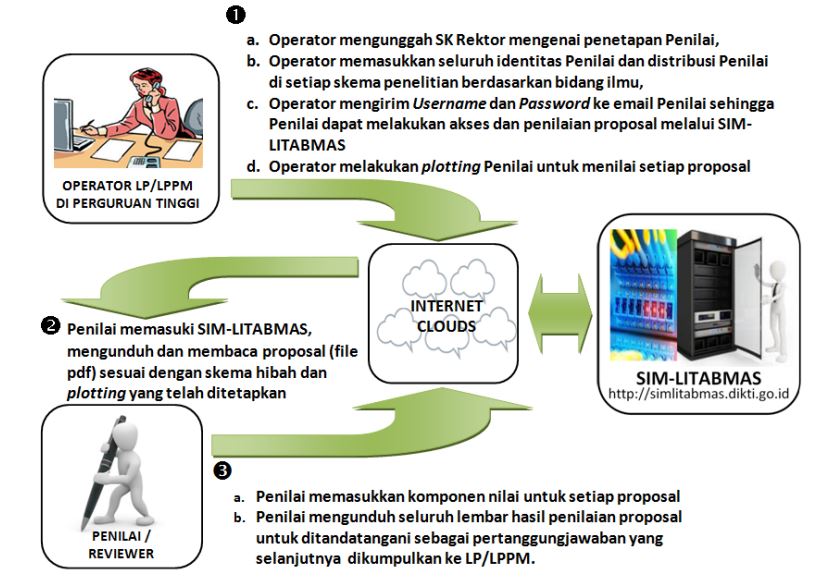 1
a. Operator mengunggah SK Rektor mengenai penetapan Penilai,
b. Operator memasukkan seluruh identitas Penilai dan distribusi Penilai
di setiap skema penelitian berdasarkan bidang ilmu,
c. Operator mengirim Username dan Password ke email Penilai sehingga
Penilai dapat melakukan akses dan penilaian proposal melalui SIM-
LITABMAS
d. Operator melakukan plotting Penilai untuk menilai setiap proposal
OPERATOR LP/LPPM
DI PERGURUAN TINGGI
INTERNET
CLOUDS
SIM-LITABMAS
http://simlitabmas.dikti.go.id
2 Penilai memasuki SIM-LITABMAS,
mengunduh dan membaca proposal (file
pdf) sesuai dengan skema hibah dan
plotting yang telah ditetapkan
PENILAI /
REVIEWER
3
a. Penilai memasukkan komponen nilai untuk setiap proposal
b. Penilai mengunduh seluruh lembar hasil penilaian proposal
untuk ditandatangani sebagai pertanggungjawaban yang
selanjutnya dikumpulkan ke LP/LPPM.